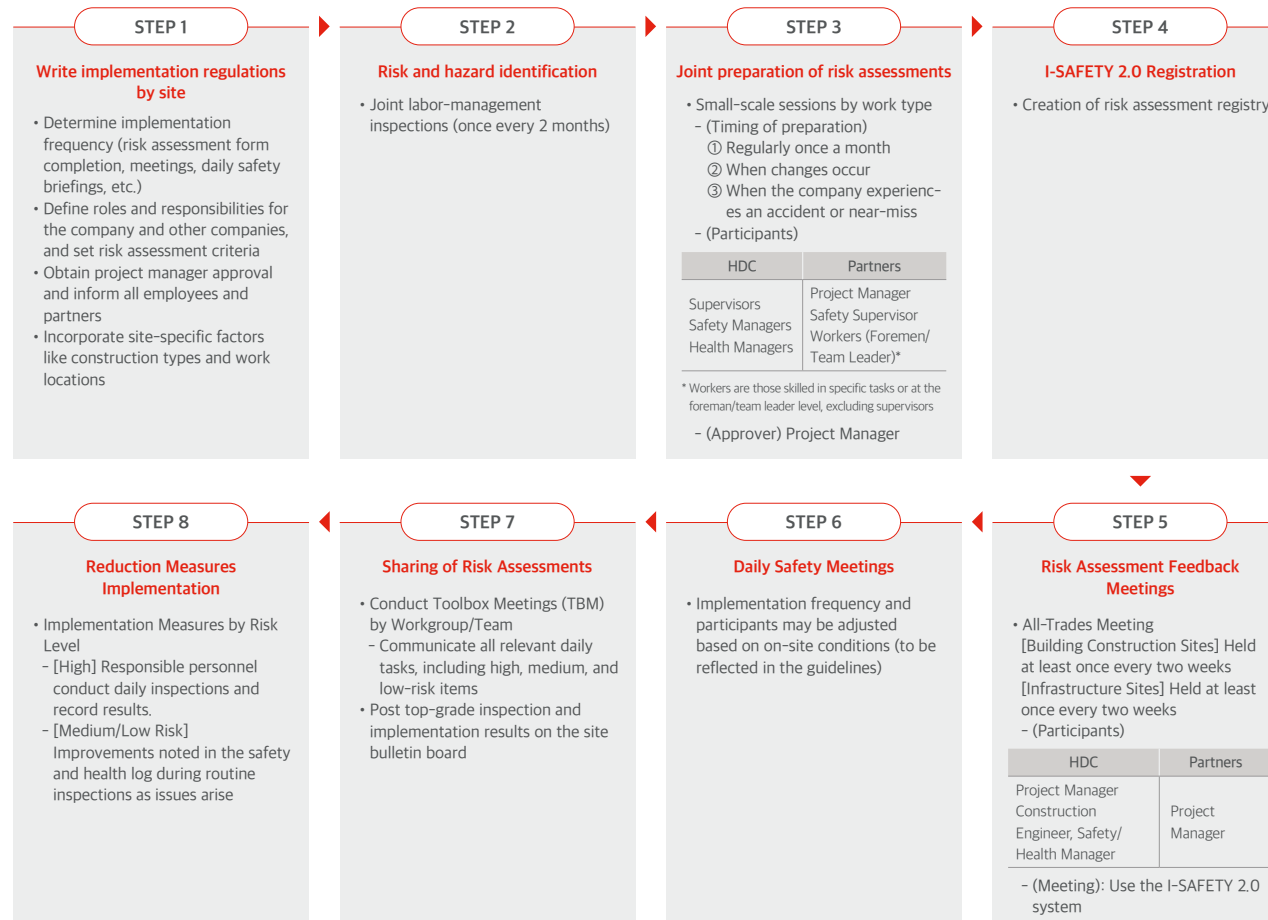 STEP 1
Write implementation regulations
by site
• Determine implementation
frequency (risk assessment form
completion, meetings, daily safety
briefings, etc.)
• Define roles and responsibilities for
the company and other companies,
and set risk assessment criteria
• Obtain project manager approval
and inform all employees and
partners
• Incorporate site-specific factors
like construction types and work
locations
STEP 2
Risk and hazard identification
• Joint labor-management
inspections (once every 2 months)
STEP 3
Joint preparation of risk assessments
• Small-scale sessions by work type
- (Timing of preparation)
① Regularly once a month
② When changes occur
③ When the company experienc-
es an accident or near-miss
- (Participants)
HDC Partners
Supervisors
Safety Managers
Health Managers
Project Manager
Safety Supervisor
Workers (Foremen/
Team Leader)*
* Workers are those skilled in specific tasks or at the
foreman/team leader level, excluding supervisors
- (Approver) Project Manager
STEP 4
I-SAFETY 2.0 Registration
• Creation of risk assessment registry
STEP 5
Risk Assessment Feedback
Meetings
• All-Trades Meeting
[Building Construction Sites] Held
at least once every two weeks
[Infrastructure Sites] Held at least
once every two weeks
- (Participants)
HDC Partners
Project Manager
Construction
Engineer, Safety/
Health Manager
Project
Manager
- (Meeting): Use the I-SAFETY 2.0
system
STEP 6
Daily Safety Meetings
• Implementation frequency and
participants may be adjusted
based on on-site conditions (to be
reflected in the guidelines)
STEP 7
Sharing of Risk Assessments
• Conduct Toolbox Meetings (TBM)
by Workgroup/Team
- Communicate all relevant daily
tasks, including high, medium, and
low-risk items
• Post top-grade inspection and
implementation results on the site
bulletin board
STEP 8
Reduction Measures
Implementation
• Implementation Measures by Risk
Level
- [High] Responsible personnel
conduct daily inspections and
record results.
- [Medium/Low Risk]
Improvements noted in the safety
and health log during routine
inspections as issues arise